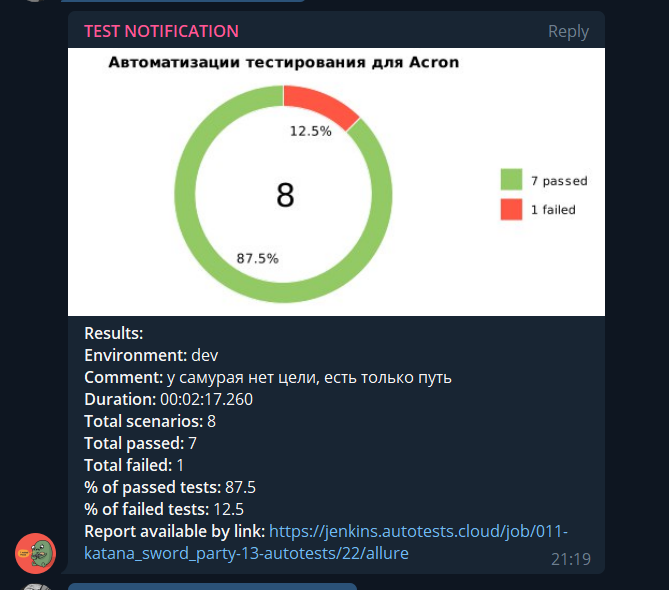 TEST NOTIFICATION
Reply
Автоматизации тестирования для Acron
12.5%
8
87.5%
7 passed
1 failed
Results:
Environment: dev
Comment: у самурая нет цели, есть только путь
Duration: 00:02:17.260
Total scenarios: 8
Total passed: 7
Total failed: 1
% of passed tests: 87.5
% of failed tests: 12.5
Report available by link: https://jenkins.autotests.cloud/job/011-
katana_sword_party-13-autotests/22/allure
21:19